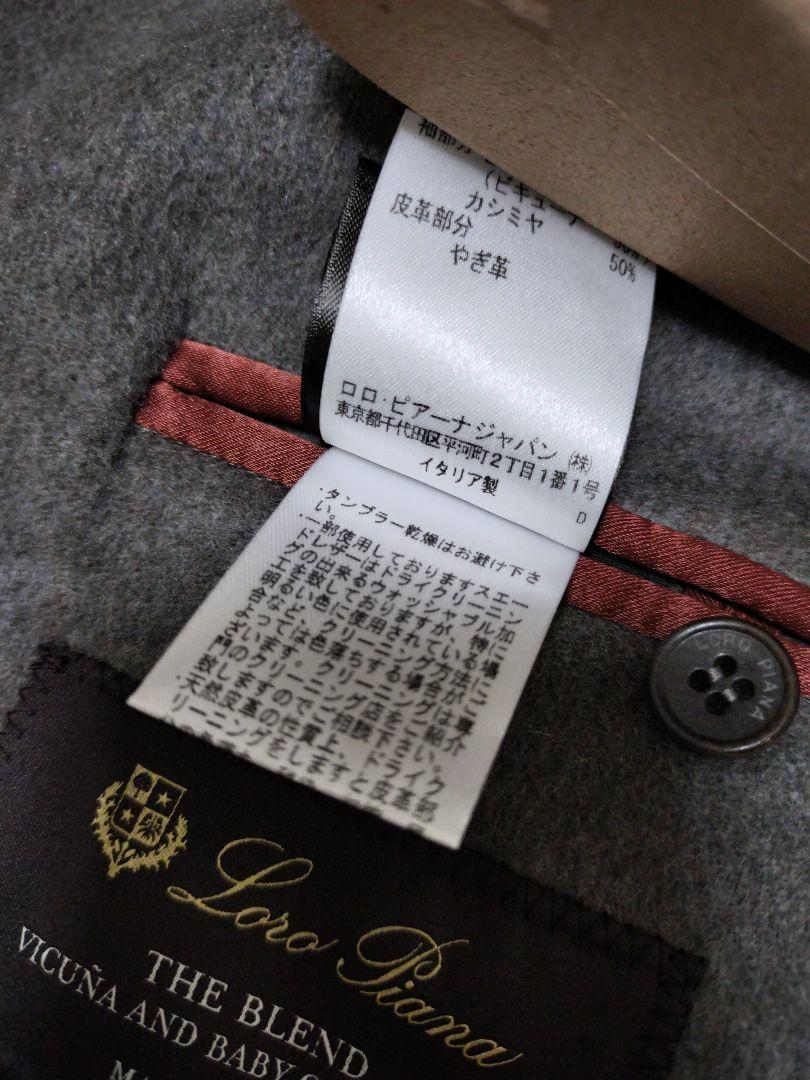 袖部分
(ビキューナ
カシミヤ
50%
皮革部分
やぎ革
ロロ・ピアーナジャパン (株)
東京都千代田区平河町2丁目1番1号
イタリア製
D
・タンブラー乾燥はお避け下さ
い。
・一部使用しておりますスエー
ドレザーはドライクリーニン
グの出来るウォッシャブル加
工を致しておりますが、特に
明るい色に使用されている場
合など、クリーニング方法に
よっては色落ちする場合がご
ざいます。クリーニングは専
門のクリーニング店をご紹介
致しますのでご相談下さい。
・天然皮革の性質上、ドライク
リーニングをしますと皮革部
LORO PIANA
Loro Piana
THE BLEND
VICUÑA AND BABY